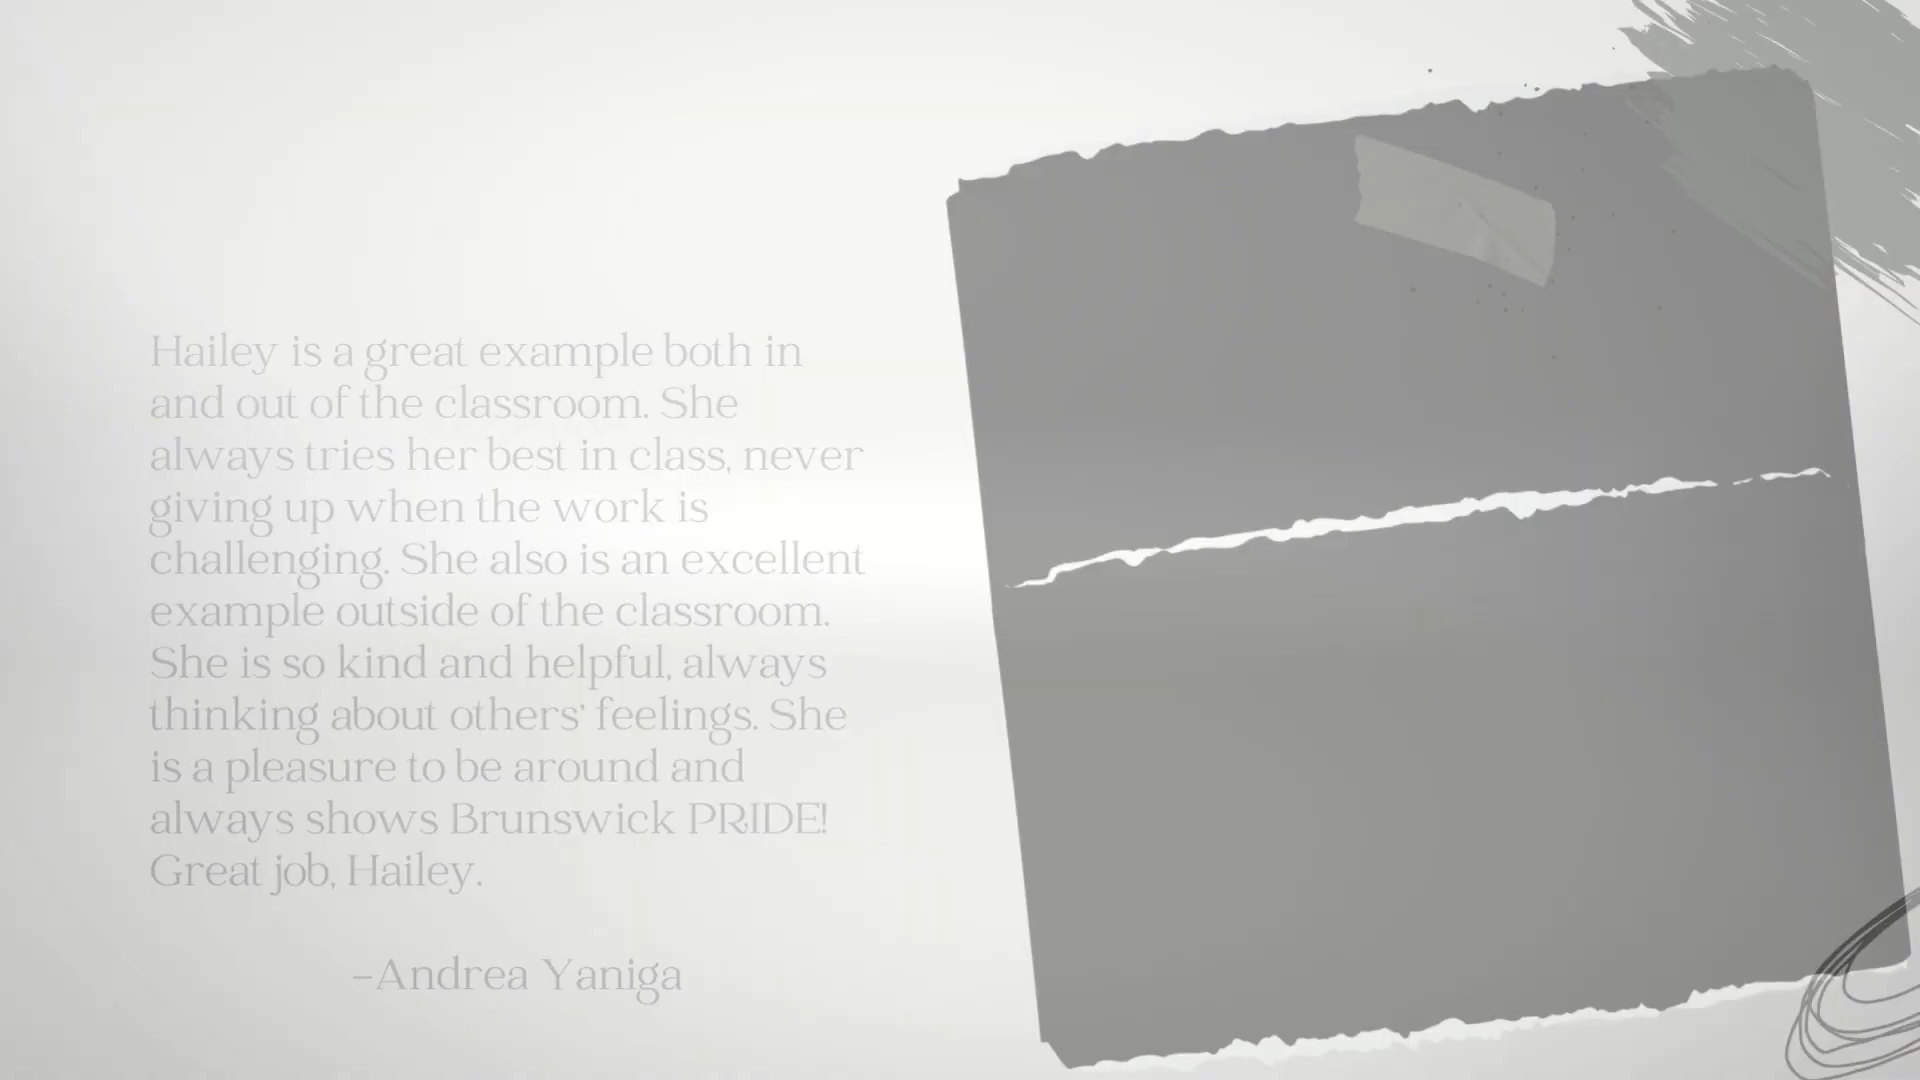 Hailey is a great example both in
and out of the classroom. She
always tries her best in class, never
giving up when the work is
challenging. She also is an excellent
example outside of the classroom.
She is so kind and helpful, always
thinking about others' feelings. She
is a pleasure to be around and
always shows Brunswick PRIDE!
Great job, Hailey.
–Andrea Yaniga